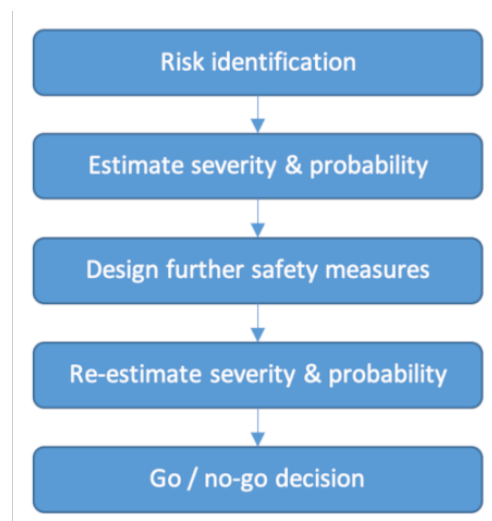 Risk identification
Estimate severity & probability
Design further safety measures
Re-estimate severity & probability
Go / no-go decision